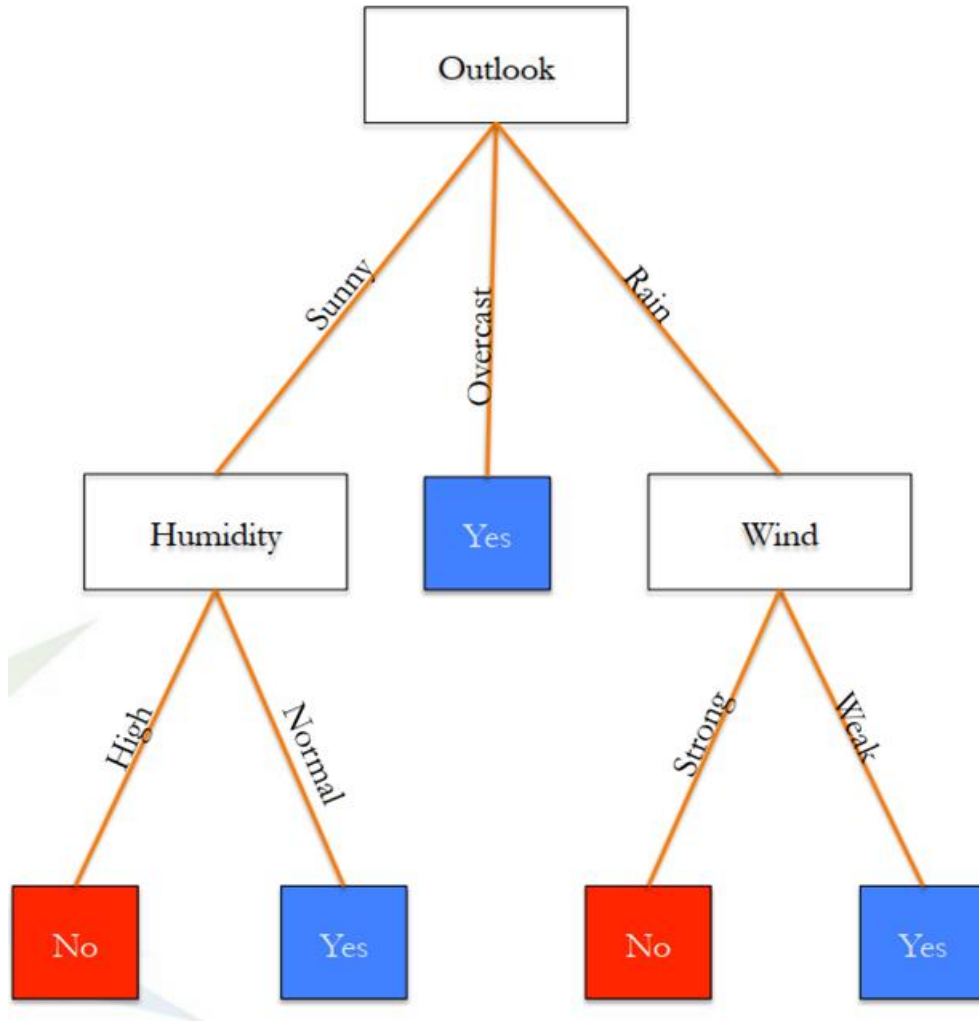 Outlook
Sunny
Overcast
Rain
Humidity
Yes
Wind
High
Normal
Strong
Weak
No
Yes
No
Yes